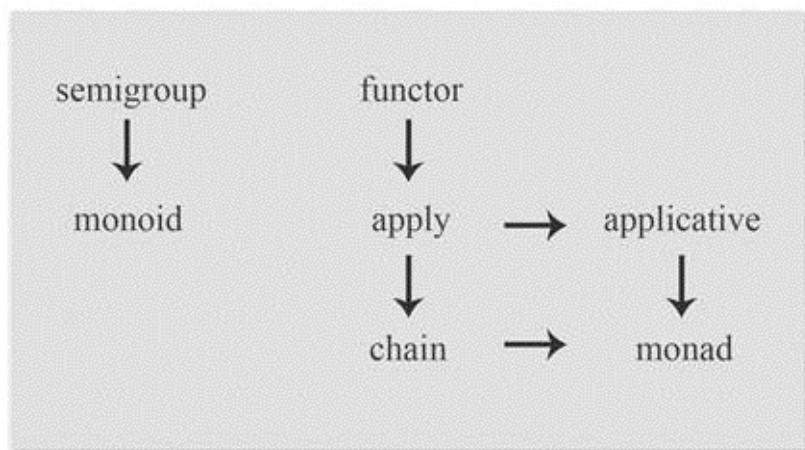 semigroup functor
monoid apply applicative
chain monad